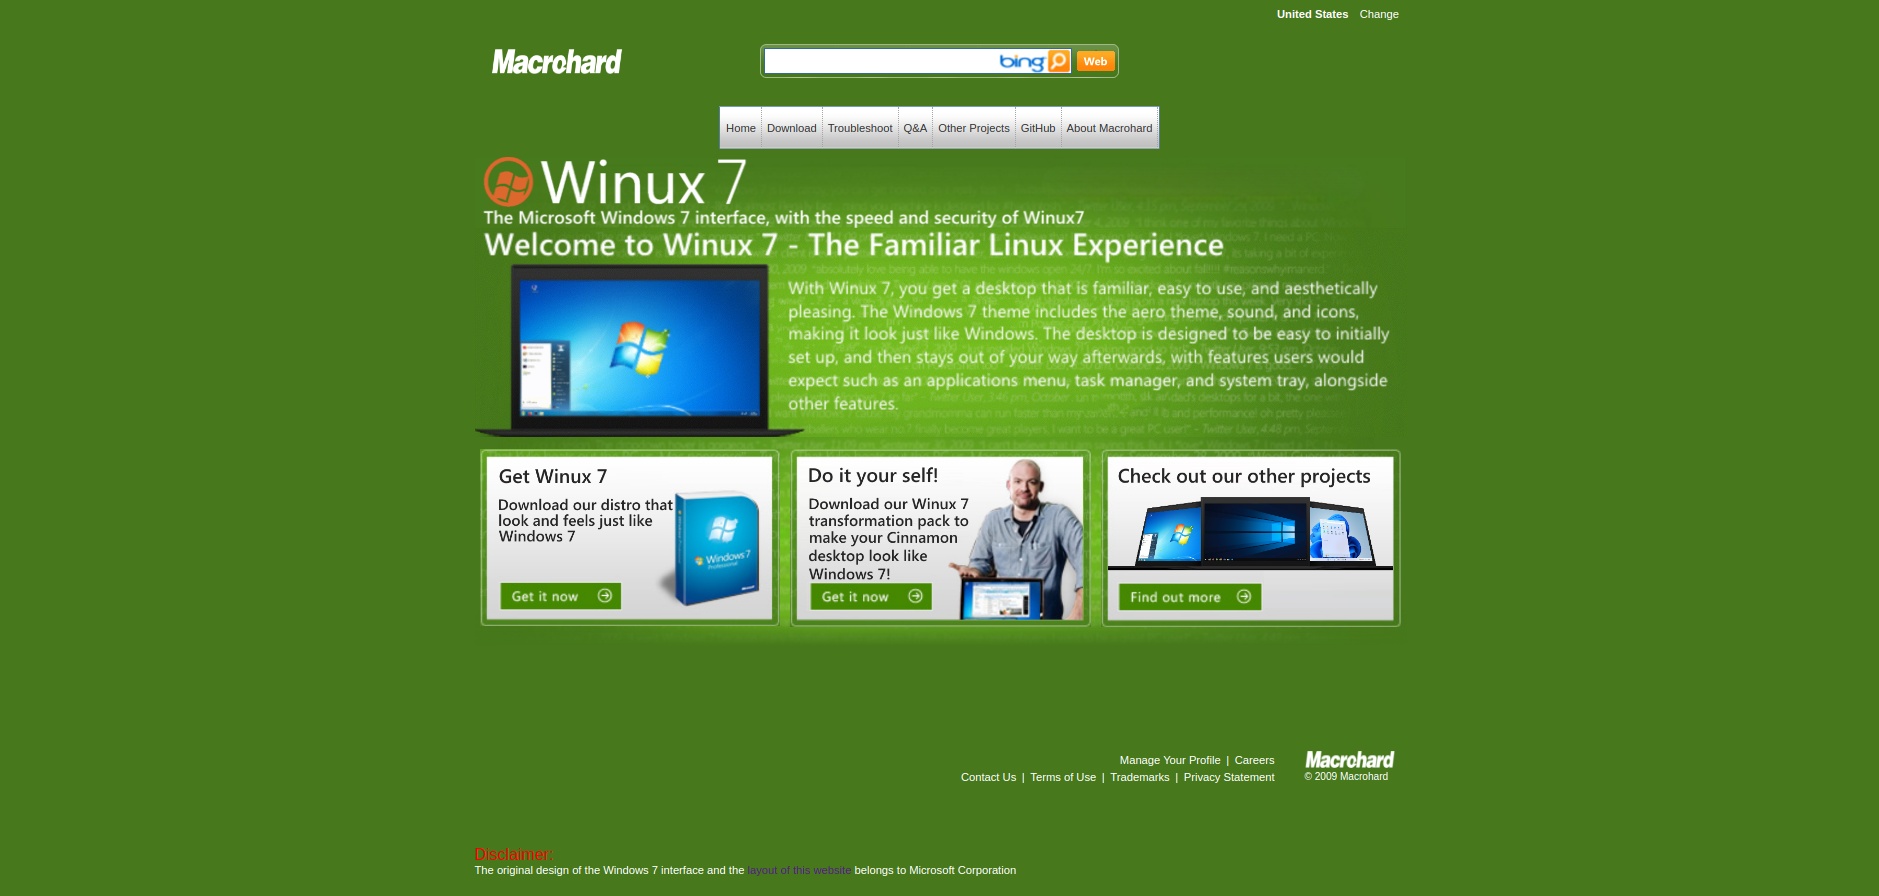 United States Change
Macrohard
bing Web
Home Download Troubleshoot Q&A Other Projects GitHub About Macrohard
Winux 7
The Microsoft Windows 7 interface, with the speed and security of Winux7
Welcome to Winux 7 - The Familiar Linux Experience
With Winux 7, you get a desktop that is familiar, easy to use, and aesthetically
pleasing. The Windows 7 theme includes the aero theme, sound, and icons,
making it look just like Windows. The desktop is designed to be easy to initially
set up, and then stays out of your way afterwards, with features users would
expect such as an applications menu, task manager, and system tray, alongside
other features.
Get Winux 7
Download our distro that
look and feels just like
Windows 7
Windows 7
Professional
Get it now
Do it your self!
Download our Winux 7
transformation pack to
make your Cinnamon
desktop look like
Windows 7!
Get it now
Check out our other projects
Find out more
Manage Your Profile | Careers
Contact Us | Terms of Use | Trademarks | Privacy Statement
Macrohard
© 2009 Macrohard
Disclaimer:
The original design of the Windows 7 interface and the layout of this website belongs to Microsoft Corporation